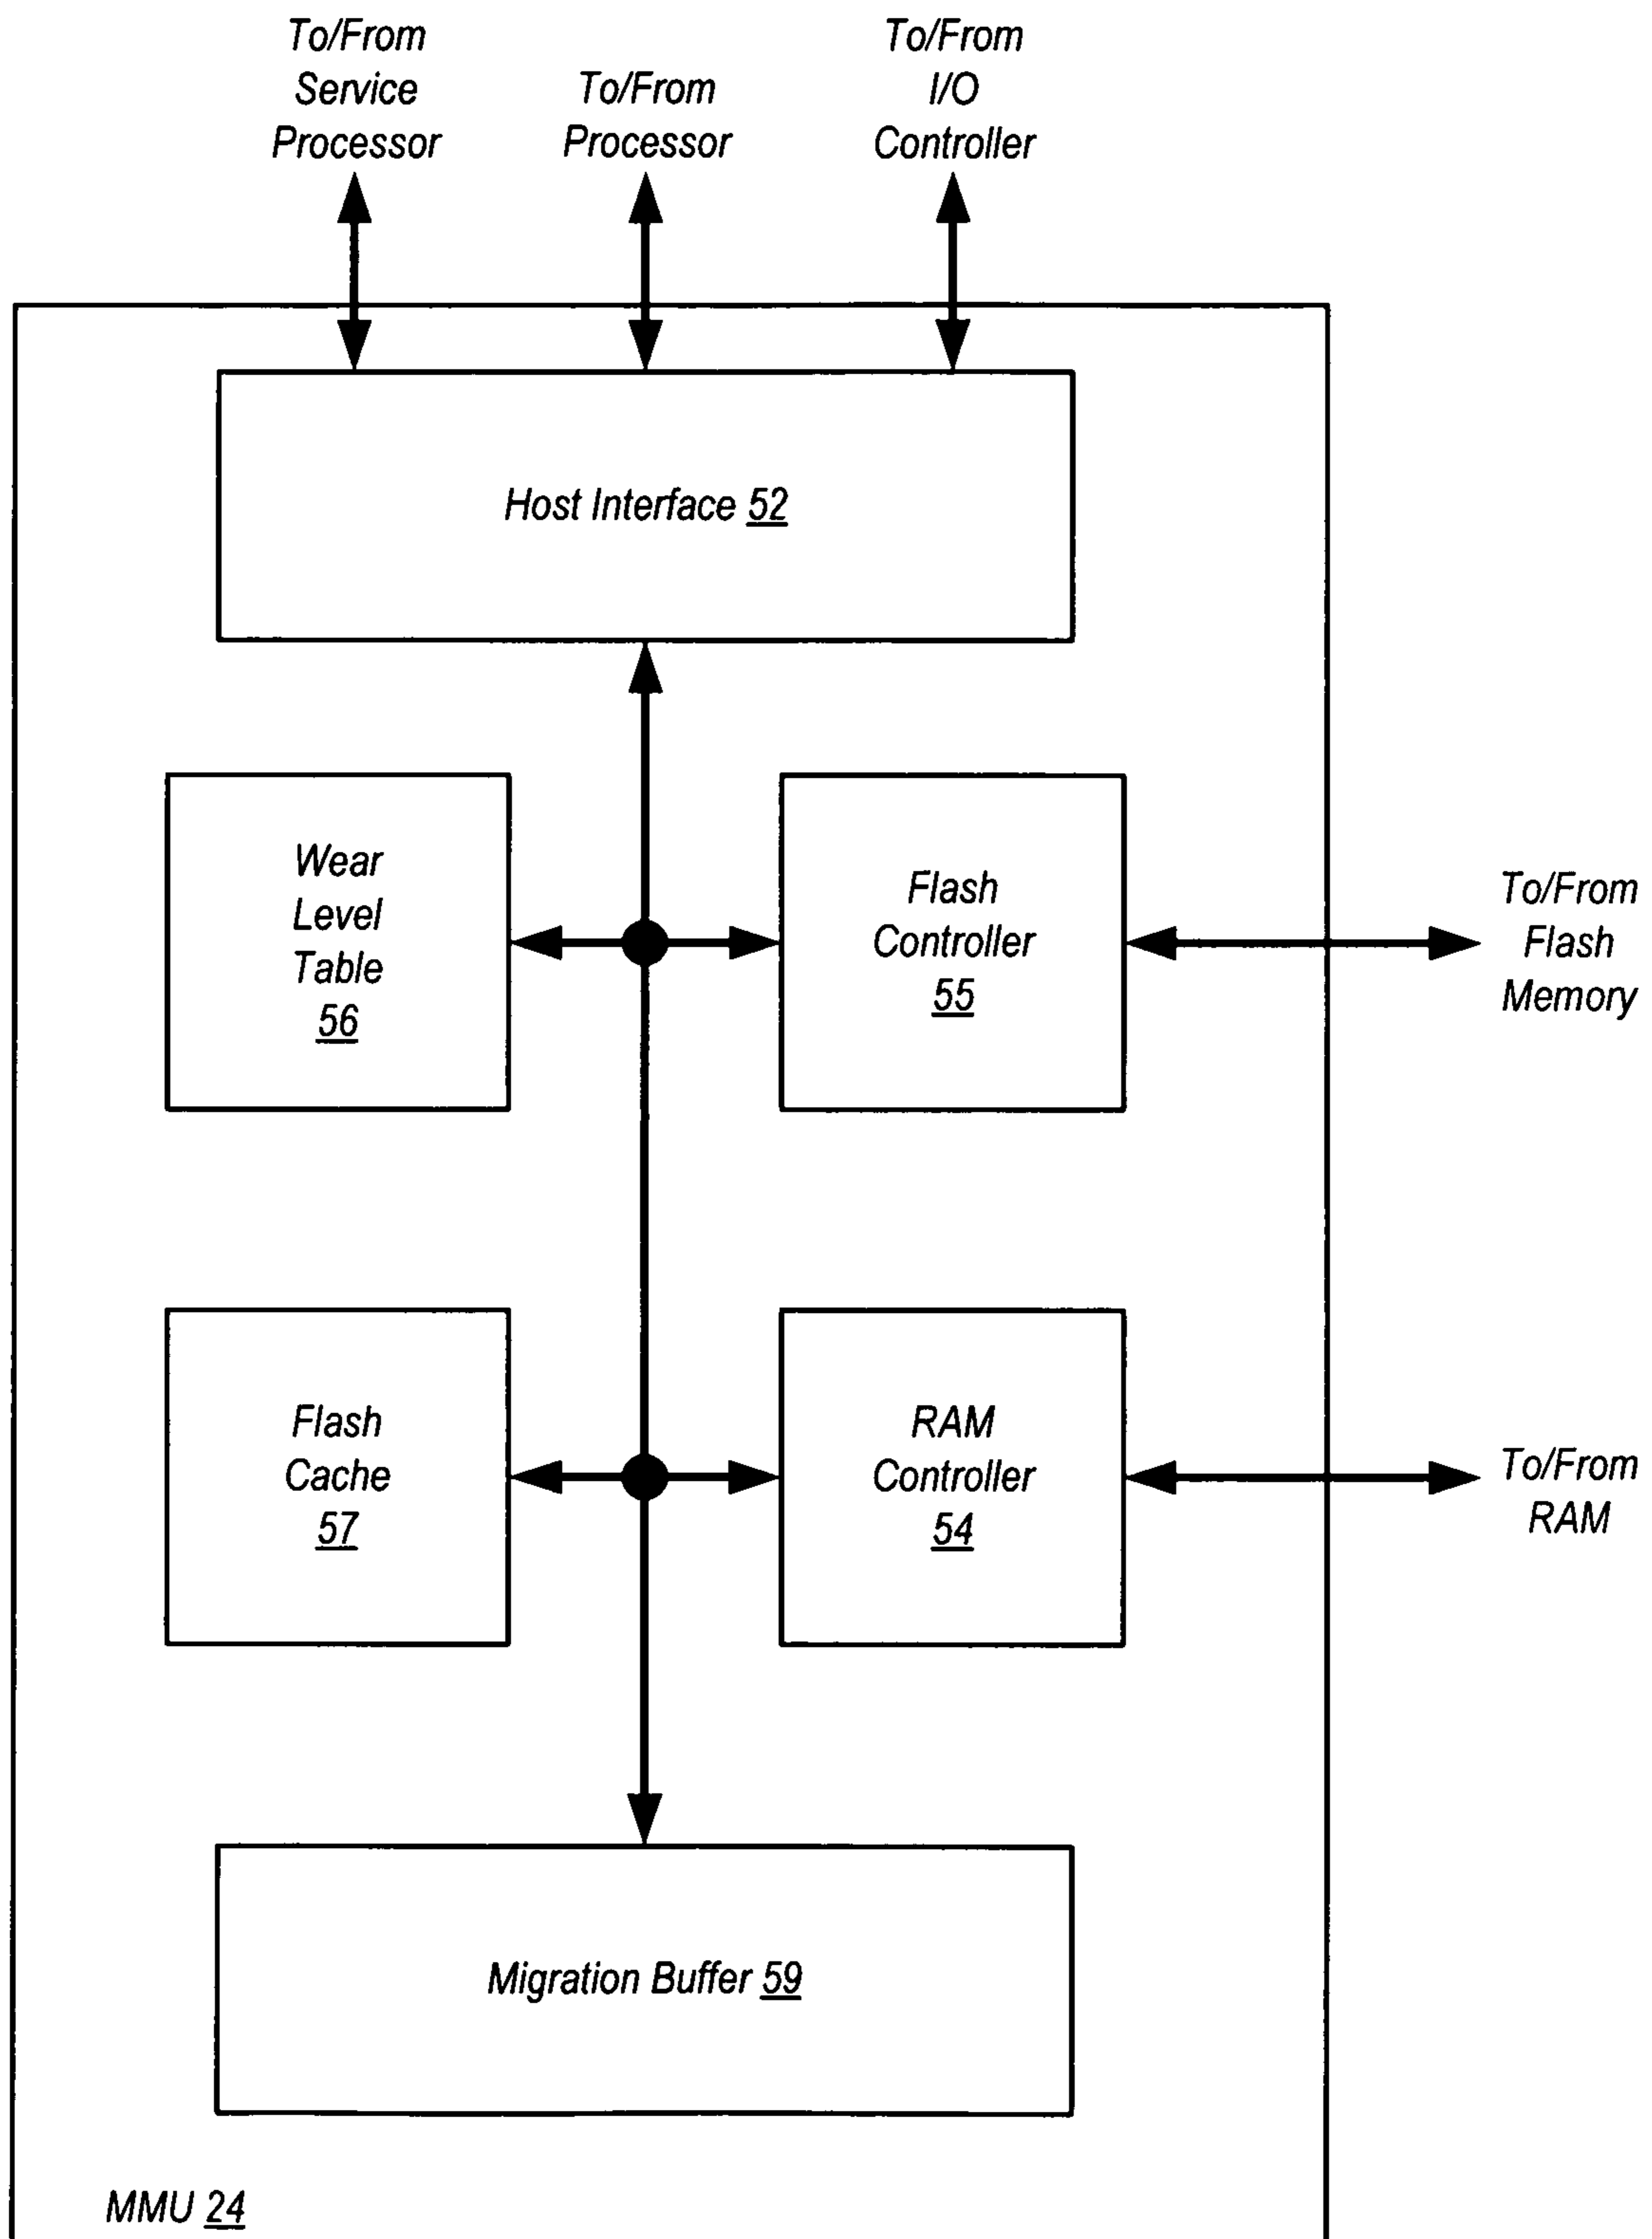 To/From
Service
Processor
To/From
Processor
To/From
I/O
Controller
Host Interface 52
Wear
Level
Table
56
Flash
Controller
55
To/From
Flash
Memory
Flash
Cache
57
RAM
Controller
54
To/From
RAM
Migration Buffer 59
MMU 24